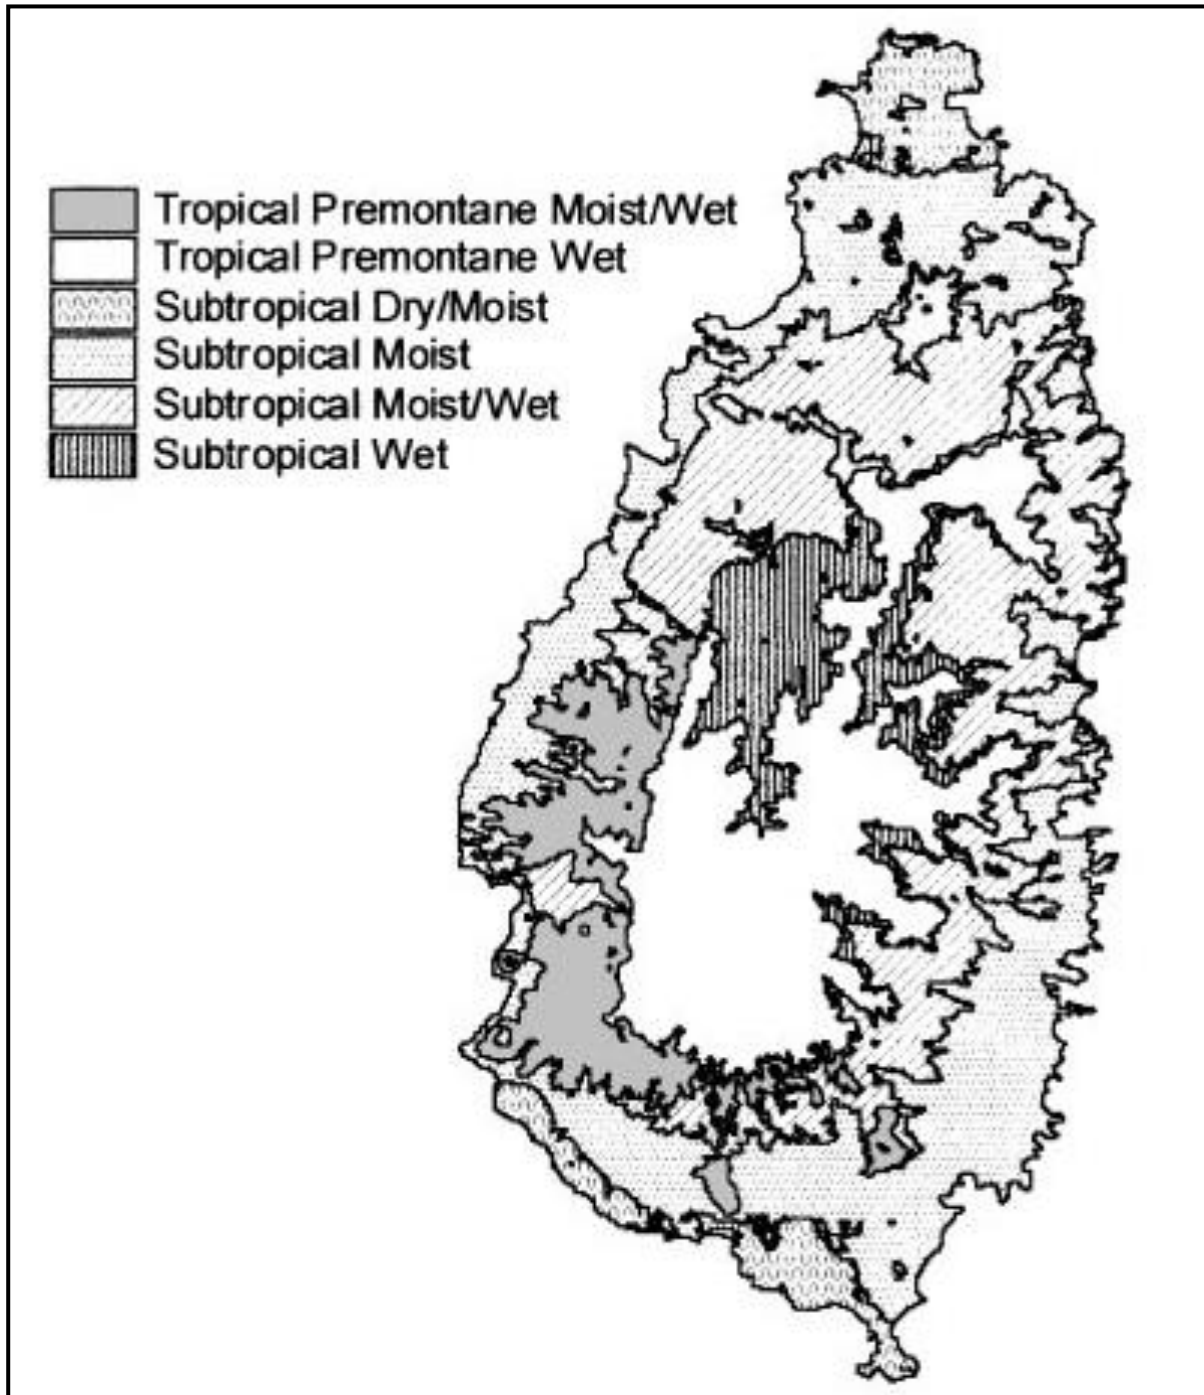 Tropical Premontane Moist/Wet
Tropical Premontane Wet
Subtropical Dry/Moist
Subtropical Moist
Subtropical Moist/Wet
Subtropical Wet